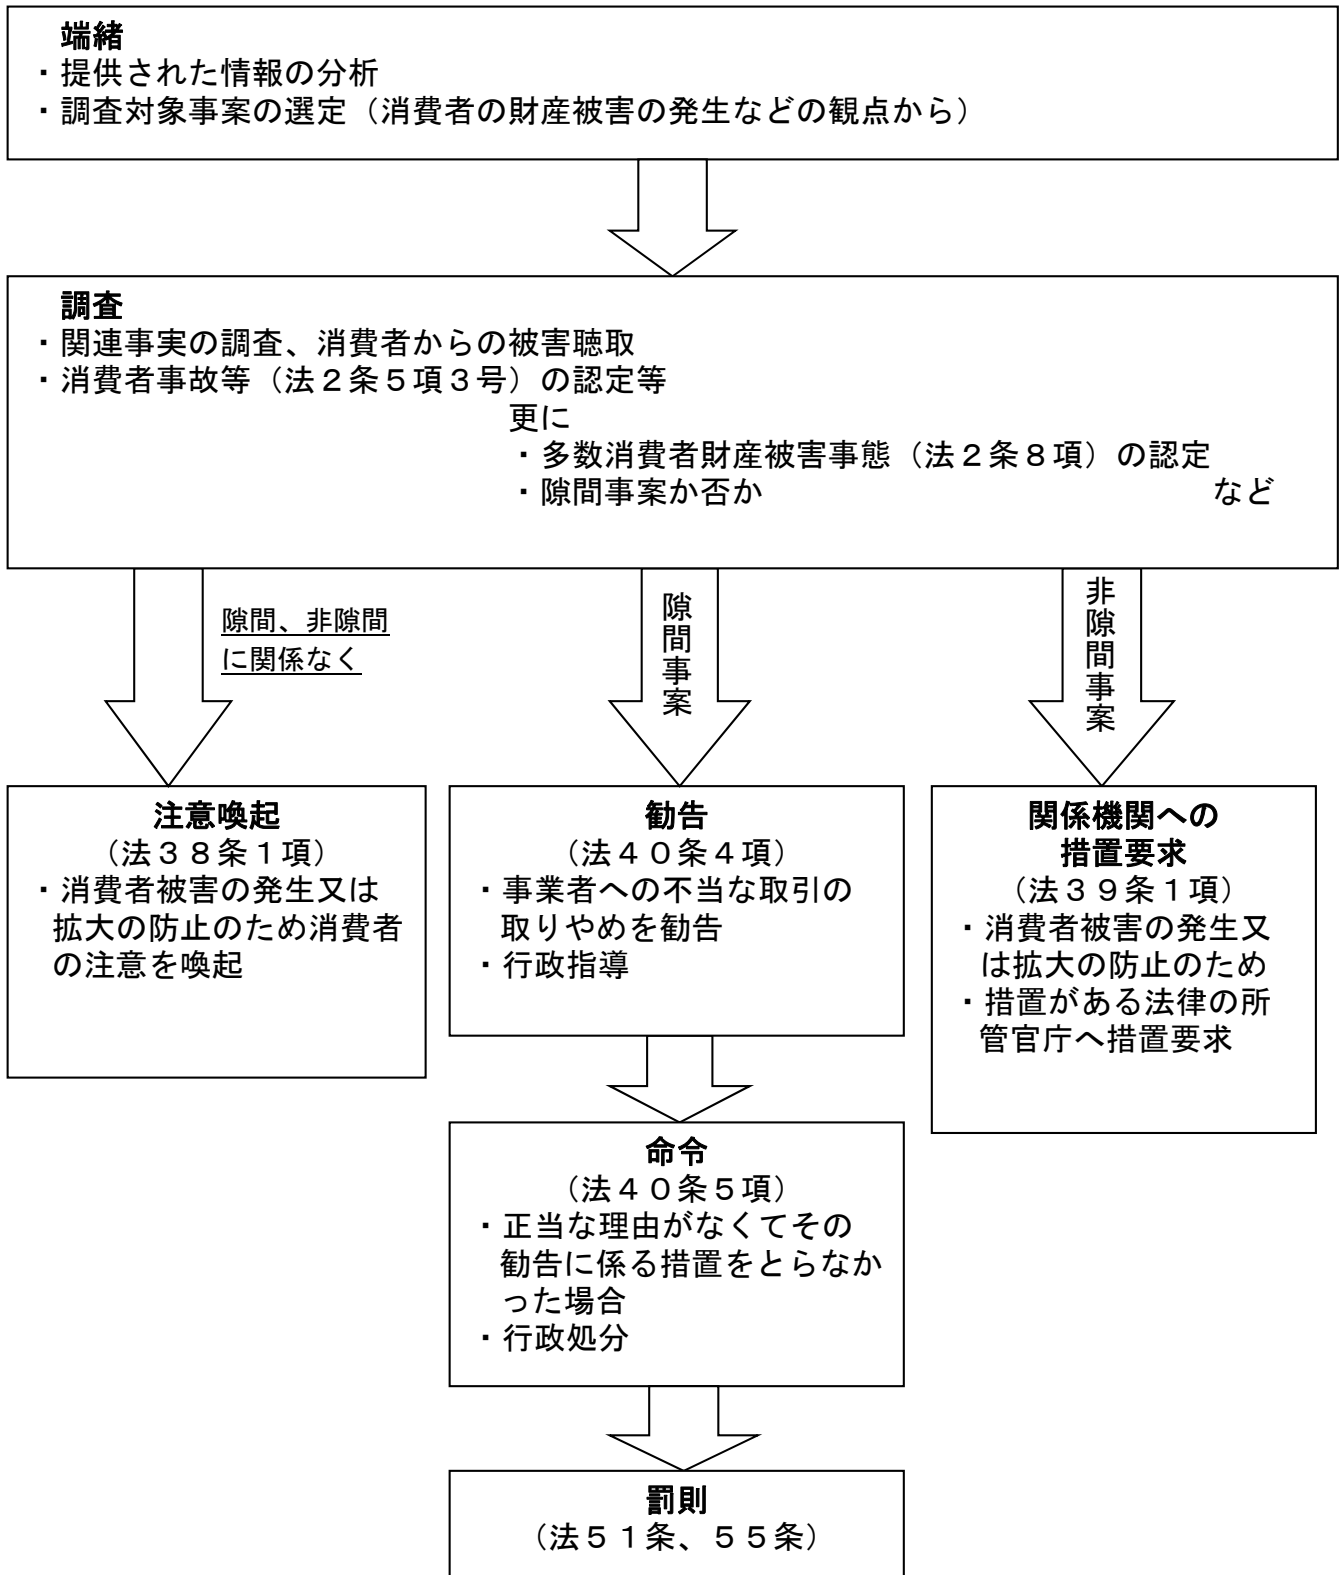 端緒
・提供された情報の分析
・調査対象事案の選定（消費者の財産被害の発生などの観点から）
調査
・関連事実の調査、消費者からの被害聴取
・消費者事故等（法２条５項３号）の認定等
更に
・多数消費者財産被害事態（法２条８項）の認定
・隙間事案か否か　など
隙間、非隙間
に関係なく
隙間事案
非隙間事案
注意喚起
（法３８条１項）
・消費者被害の発生又は
拡大の防止のため消費者
の注意を喚起
勧告
（法４０条４項）
・事業者への不当な取引の
取りやめを勧告
・行政指導
関係機関への
措置要求
（法３９条１項）
・消費者被害の発生又
は拡大の防止のため
・措置がある法律の所
管官庁へ措置要求
命令
（法４０条５項）
・正当な理由がなくてその
勧告に係る措置をとらなか
った場合
・行政処分
罰則
（法５１条、５５条）